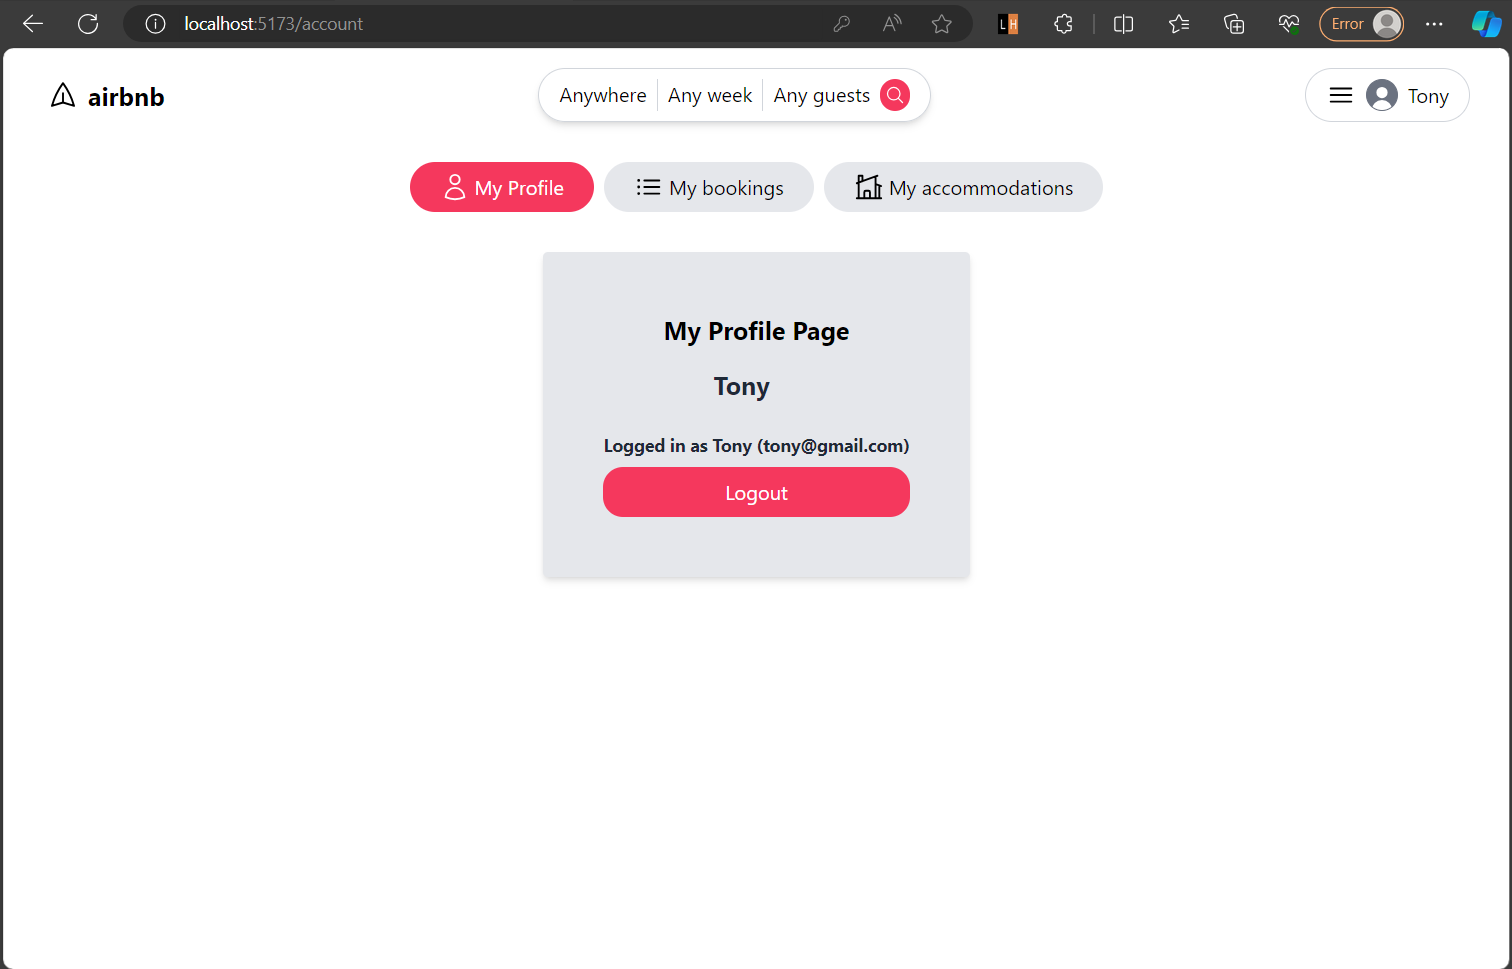 localhost:5173/account
LH
Error
airbnb
Anywhere Any week Any guests
Tony
My Profile My bookings My accommodations
My Profile Page
Tony
Logged in as Tony (tony@gmail.com)
Logout